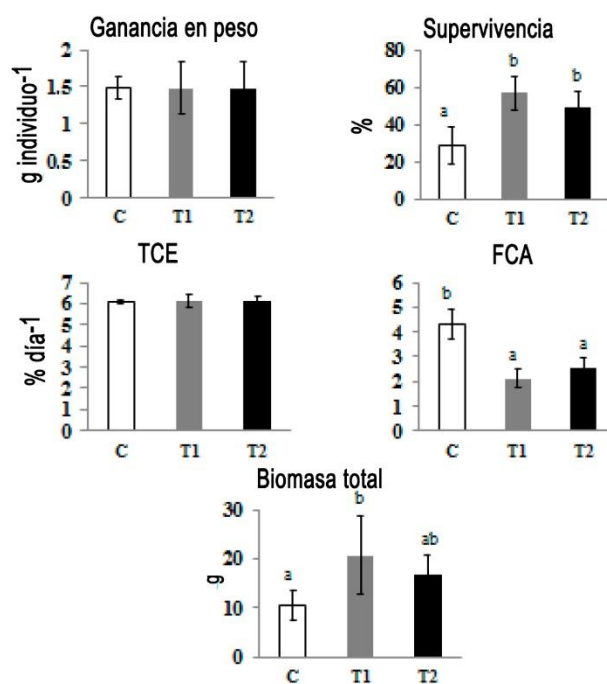 Ganancia en peso
g individuo-1
2
1.5
1
0.5
0
C T1 T2
Supervivencia
%
80
60
40
20
0
a b b
C T1 T2
TCE
% día-1
7
6
5
4
3
2
1
0
C T1 T2
FCA
6
5
4
3
2
1
0
b a a
C T1 T2
Biomasa total
g
30
20
10
0
a b ab
C T1 T2